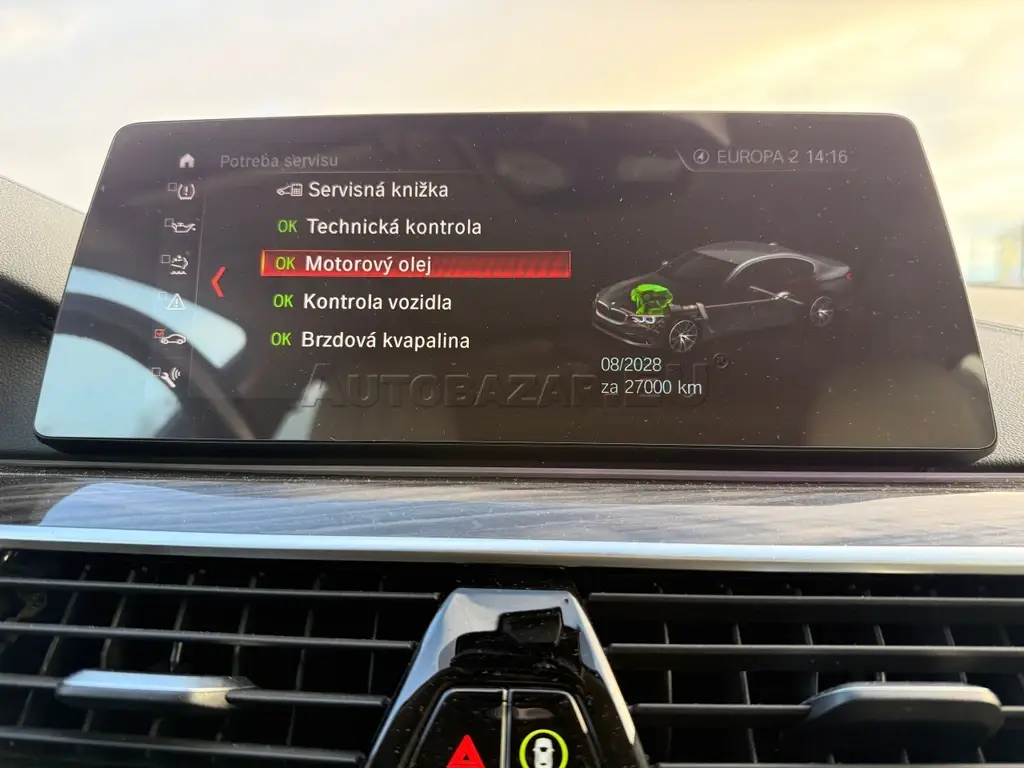 Potreba servisu
EUROPA 2 14:16
Servisná knižka
OK Technická kontrola
OK Motorový olej
OK Kontrola vozidla
OK Brzdová kvapalina
08/2028
za 27000 km
AUTOBAZAR.EU